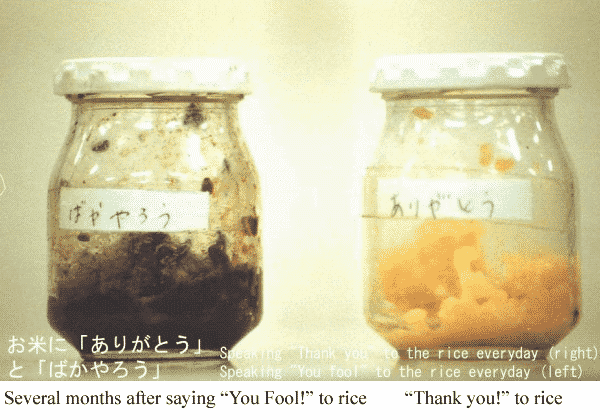 ばかやろう
ありがとう
お米に「ありがとう」
と「ばかやろう」
Speaking "Thank you" to the rice everyday (right)
Speaking "You fool" to the rice everyday (left)
Several months after saying “You Fool!” to rice “Thank you!” to rice